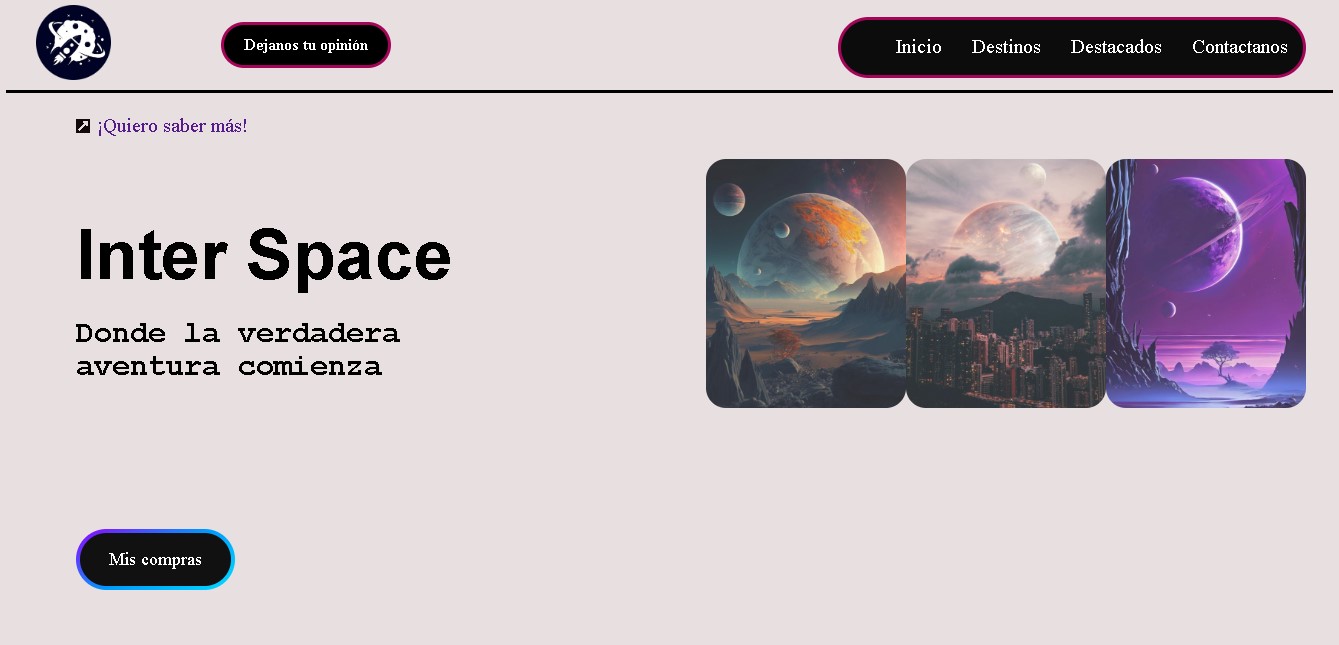 Dejanos tu opinión
Inicio Destinos Destacados Contactanos
¡Quiero saber más!
Inter Space
Donde la verdadera
aventura comienza
Mis compras